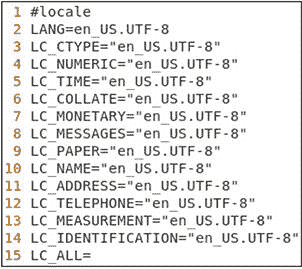 1 #locale
2 LANG=en_US.UTF-8
3 LC_CTYPE="en_US.UTF-8"
4 LC_NUMERIC="en_US.UTF-8"
5 LC_TIME="en_US.UTF-8"
6 LC_COLLATE="en_US.UTF-8"
7 LC_MONETARY="en_US.UTF-8"
8 LC_MESSAGES="en_US.UTF-8"
9 LC_PAPER="en_US.UTF-8"
10 LC_NAME="en_US.UTF-8"
11 LC_ADDRESS="en_US.UTF-8"
12 LC_TELEPHONE="en_US.UTF-8"
13 LC_MEASUREMENT="en_US.UTF-8"
14 LC_IDENTIFICATION="en_US.UTF-8"
15 LC_ALL=